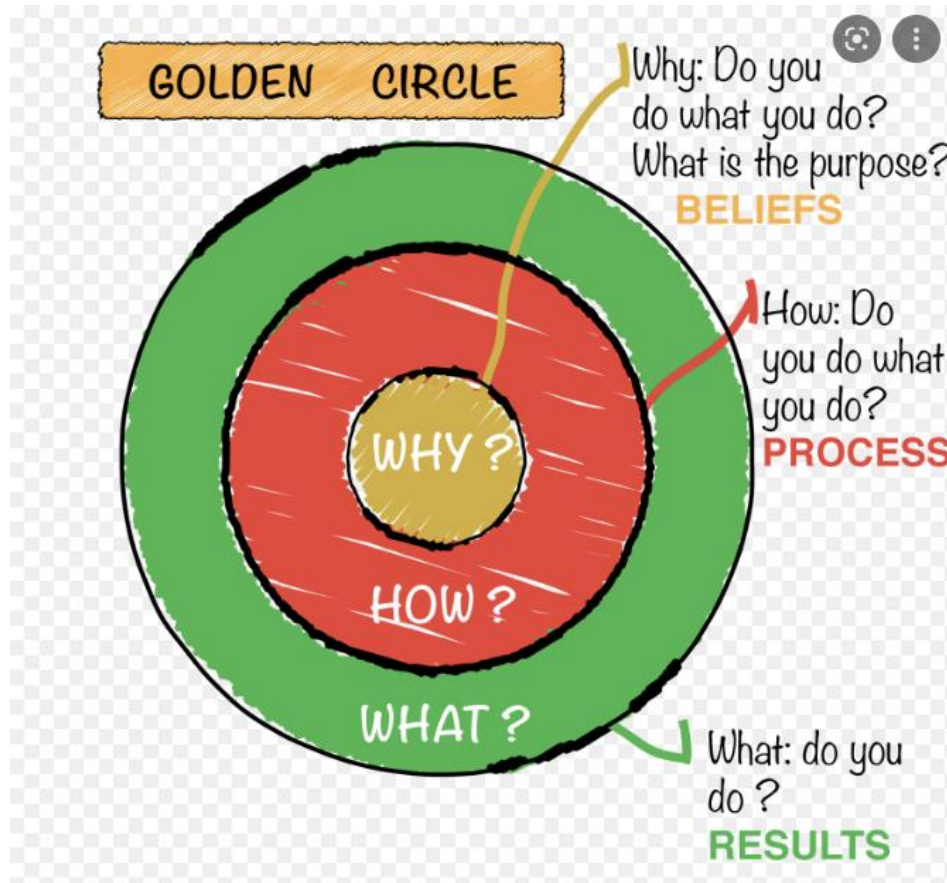 GOLDEN CIRCLE
Why: Do you
do what you do?
What is the purpose?
BELIEFS
How: Do
you do what
you do?
PROCESS
WHY ?
HOW ?
WHAT ?
What: do you
do ?
RESULTS